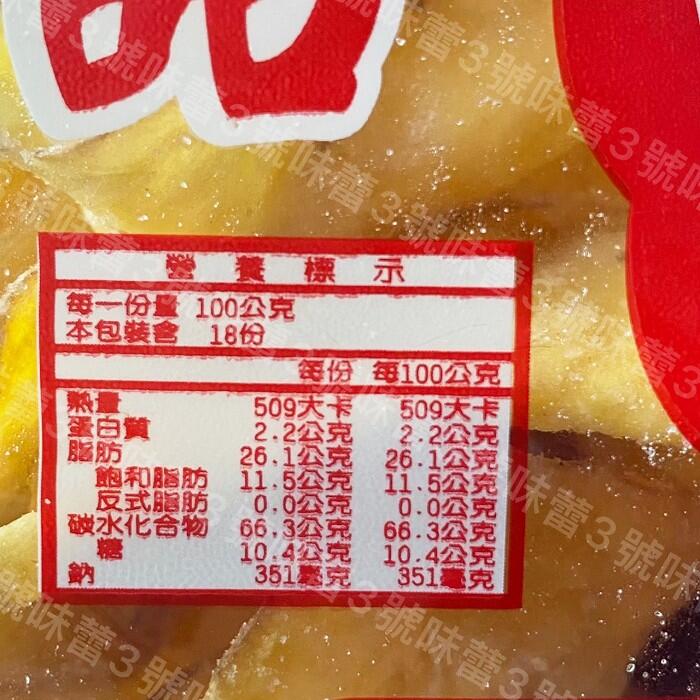 營養標示
每一份量 100公克
本包裝含 18份
每份 每100公克
熱量 509大卡 509大卡
蛋白質 2.2公克 2.2公克
脂肪 26.1公克 26.1公克
飽和脂肪 11.5公克 11.5公克
反式脂肪 0.0公克 0.0公克
碳水化合物 66.3公克 66.3公克
糖 10.4公克 10.4公克
鈉 351毫克 351毫克
味蕾3號